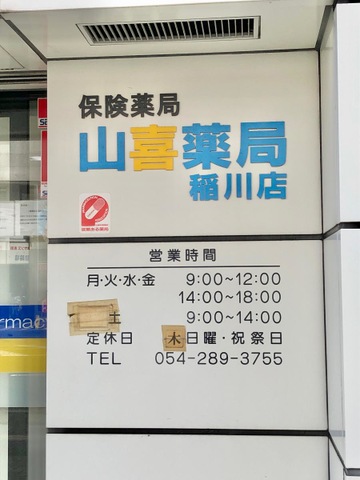 保険薬局
山喜薬局
稲川店
営業時間
月・火・水・金 9:00~12:00
14:00~18:00
土 9:00~14:00
定休日 木日曜・祝祭日
TEL 054-289-3755
rmacy